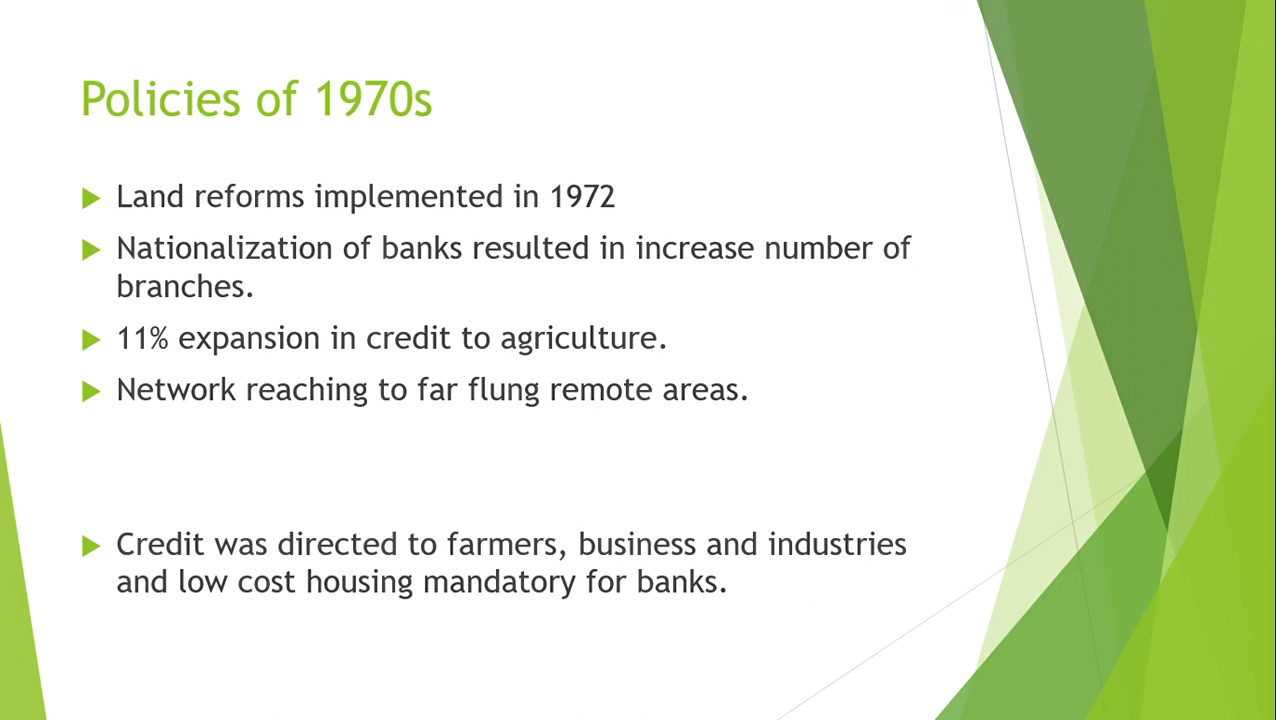 Policies of 1970s
Land reforms implemented in 1972
Nationalization of banks resulted in increase number of
branches.
11% expansion in credit to agriculture.
Network reaching to far flung remote areas.
Credit was directed to farmers, business and industries
and low cost housing mandatory for banks.